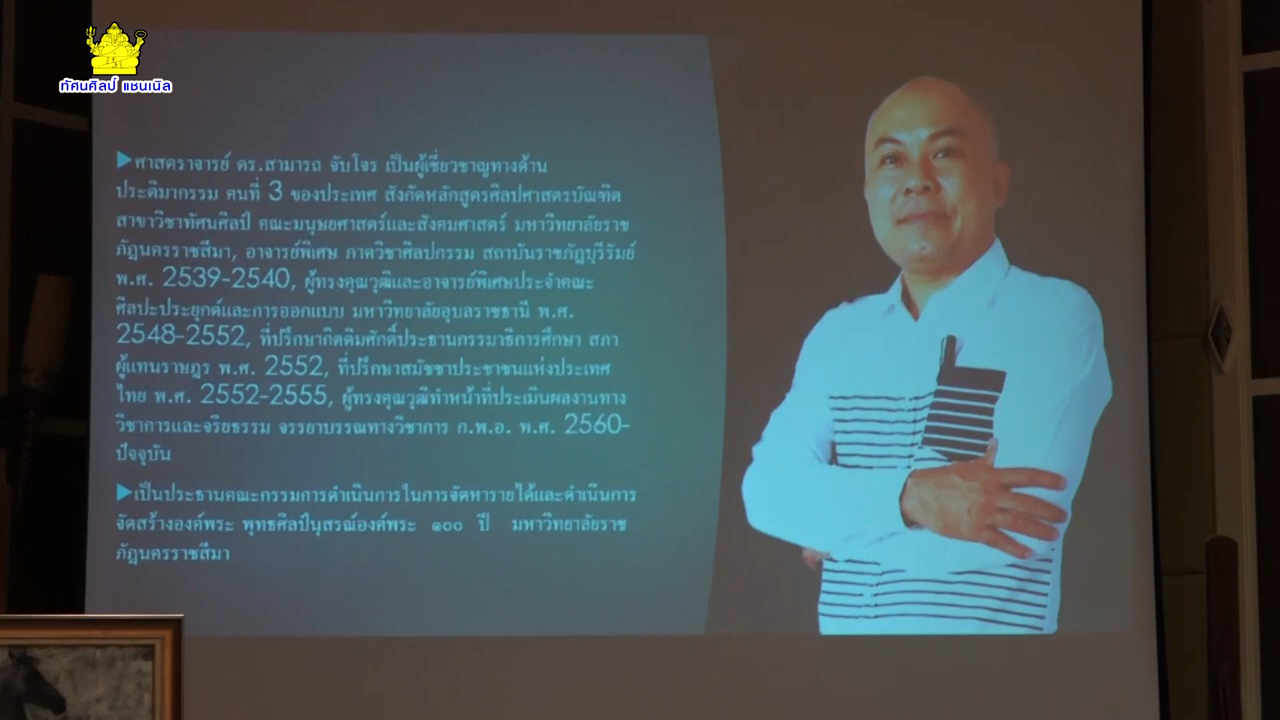 ทัศนศิลป์ แชนเนิล
▶ศาสตราจารย์ ดร.สามารถ จับโจร เป็นผู้เชี่ยวชาญทางด้าน
ประติมากรรม คนที่ 3 ของประเทศ สังกัดหลักสูตรศิลปศาสตรบัณฑิต
สาขาวิชาทัศนศิลป์ คณะมนุษยศาสตร์และสังคมศาสตร์ มหาวิทยาลัยราช
ภัฏนครราชสีมา, อาจารย์พิเศษ ภาควิชาศิลปกรรม สถาบันราชภัฏบุรีรัมย์
พ.ศ. 2539-2540, ผู้ทรงคุณวุฒิและอาจารย์พิเศษประจำคณะ
ศิลปะประยุกต์และการออกแบบ มหาวิทยาลัยอุบลราชธานี พ.ศ.
2548-2552, ที่ปรึกษากิตติมศักดิ์ประธานกรรมาธิการศึกษา สภา
ผู้แทนราษฎร พ.ศ. 2552, ที่ปรึกษาสมัชชาประชาชนแห่งประเทศ
ไทย พ.ศ. 2552-2555, ผู้ทรงคุณวุฒิทำหน้าที่ประเมินผลงานทาง
วิชาการและจริยธรรม จรรยาบรรณทางวิชาการ ก.พ.อ. พ.ศ. 2560-
ปัจจุบัน
▶เป็นประธานคณะกรรมการดำเนินการในการจัดหารายได้และดำเนินการ
จัดสร้างองค์พระ พุทธศิลป์นุสรณ์องค์พระ ๑๐๐ ปี มหาวิทยาลัยราช
ภัฏนครราชสีมา